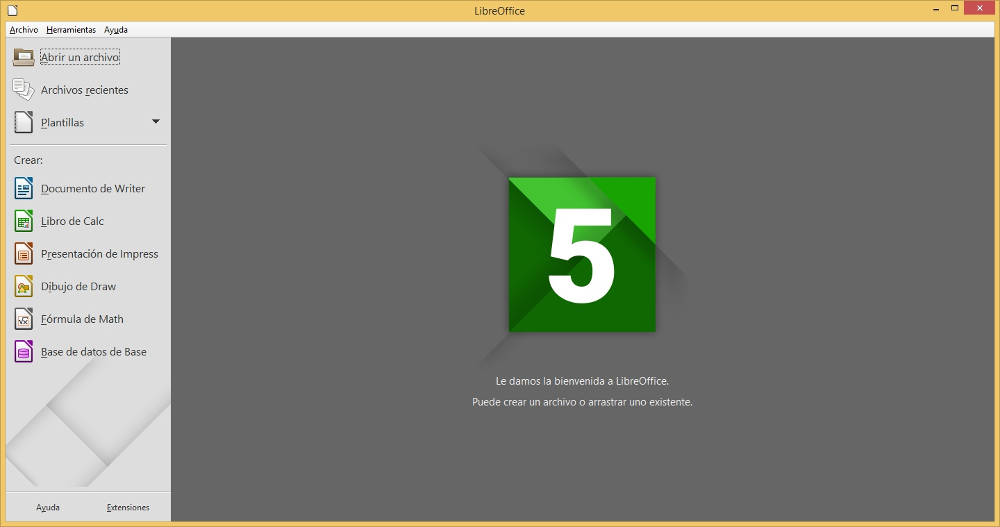 LibreOffice
Archivo Herramientas Ayuda
Abrir un archivo
Archivos recientes
Plantillas
Crear:
Documento de Writer
Libro de Calc
Presentación de Impress
Dibujo de Draw
Fórmula de Math
Base de datos de Base
Ayuda Extensiones
5
Le damos la bienvenida a LibreOffice.
Puede crear un archivo o arrastrar uno existente.